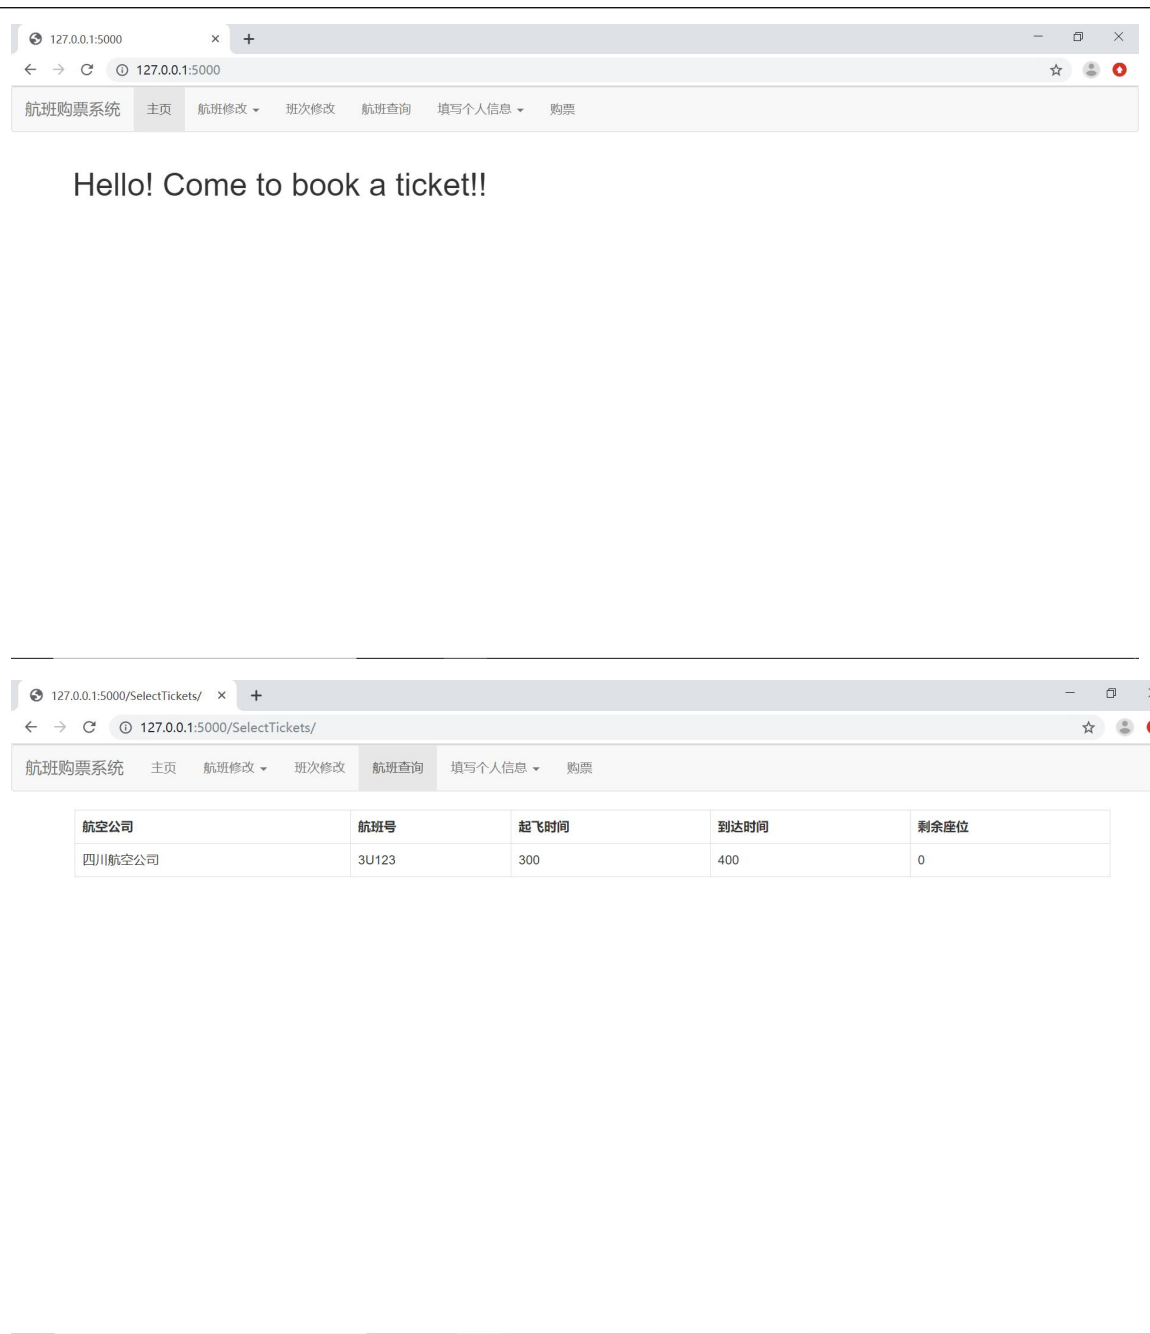 127.0.0.1:5000
127.0.0.1:5000
航班购票系统 主页 航班修改 班次修改 航班查询 填写个人信息 购票
Hello! Come to book a ticket!!
127.0.0.1:5000/SelectTickets/
127.0.0.1:5000/SelectTickets/
航班购票系统 主页 航班修改 班次修改 航班查询 填写个人信息 购票
航空公司 航班号 起飞时间 到达时间 剩余座位
四川航空公司 3U123 300 400 0